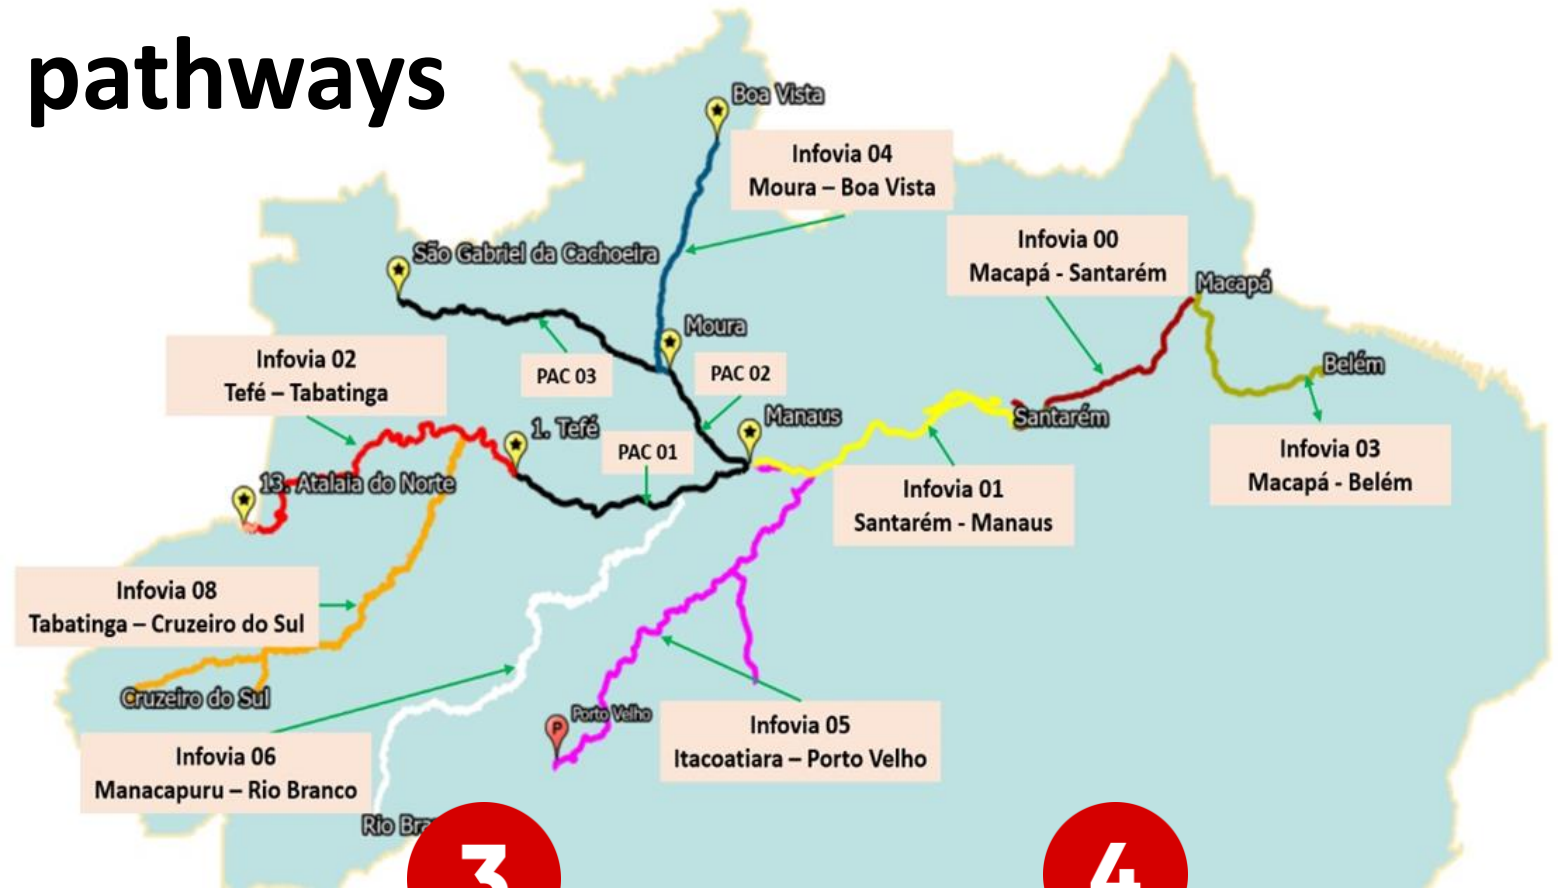 pathways
Boa Vista
Infovia 04
Moura – Boa Vista
São Gabriel da Cachoeira
Infovia 00
Macapá - Santarém
Macapá
Moura
Infovia 02
Tefé – Tabatinga
PAC 03
PAC 02
Belém
Manaus
Santarém
1. Tefé
PAC 01
Infovia 03
Macapá - Belém
13. Atalaia do Norte
Infovia 01
Santarém - Manaus
Infovia 08
Tabatinga – Cruzeiro do Sul
Cruzeiro do Sul
P
Porto Velho
Infovia 05
Itacoatiara – Porto Velho
Infovia 06
Manacapuru – Rio Branco
Rio
3
4